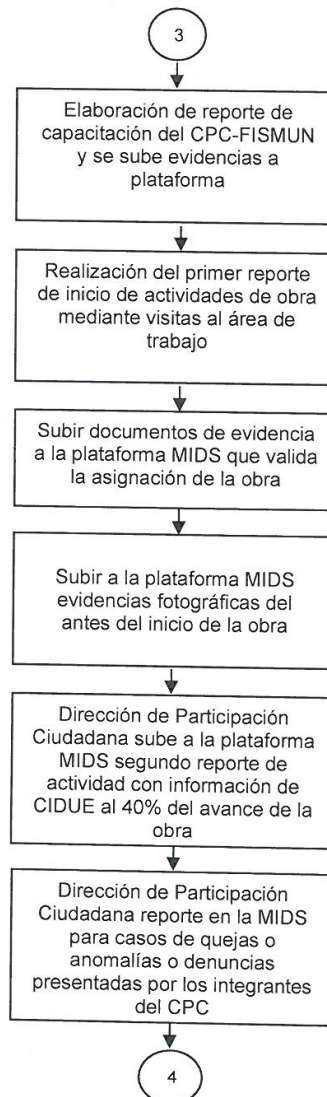 3
Elaboración de reporte de
capacitación del CPC-FISMUN
y se sube evidencias a
plataforma
Realización del primer reporte
de inicio de actividades de obra
mediante visitas al área de
trabajo
Subir documentos de evidencia
a la plataforma MIDS que valida
la asignación de la obra
Subir a la plataforma MIDS
evidencias fotográficas del
antes del inicio de la obra
Dirección de Participación
Ciudadana sube a la plataforma
MIDS segundo reporte de
actividad con información de
CIDUE al 40% del avance de la
obra
Dirección de Participación
Ciudadana reporte en la MIDS
para casos de quejas o
anomalías o denuncias
presentadas por los integrantes
del CPC
4